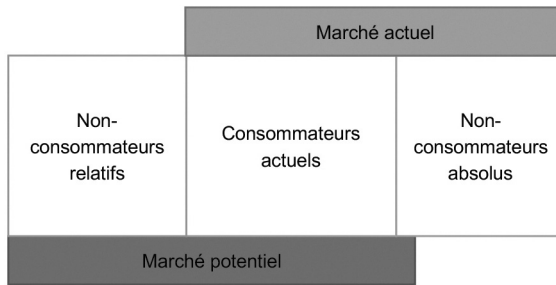 Marché actuel
Non-
consommateurs
relatifs
Consommateurs
actuels
Non-
consommateurs
absolus
Marché potentiel